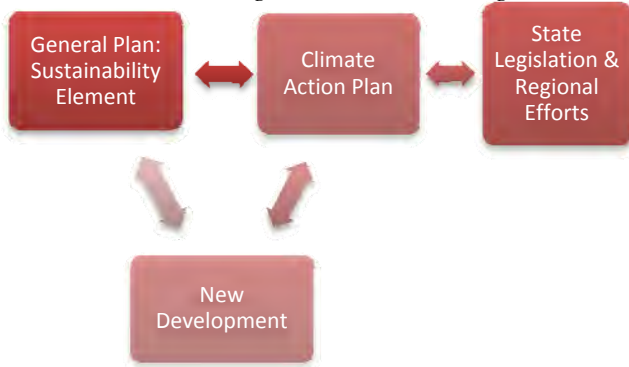 General Plan:
Sustainability
Element
Climate
Action Plan
State
Legislation &
Regional
Efforts
New
Development